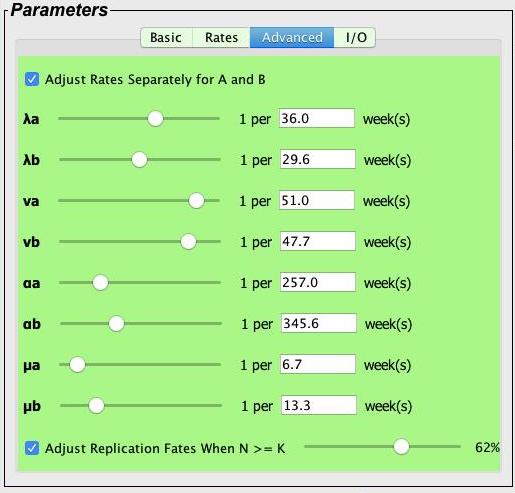 Parameters
Basic Rates Advanced I/O
Adjust Rates Separately for A and B
λa 1 per 36.0 week(s)
λb 1 per 29.6 week(s)
νa 1 per 51.0 week(s)
νb 1 per 47.7 week(s)
αa 1 per 257.0 week(s)
αb 1 per 345.6 week(s)
μa 1 per 6.7 week(s)
μb 1 per 13.3 week(s)
Adjust Replication Fates When N >= K 62%